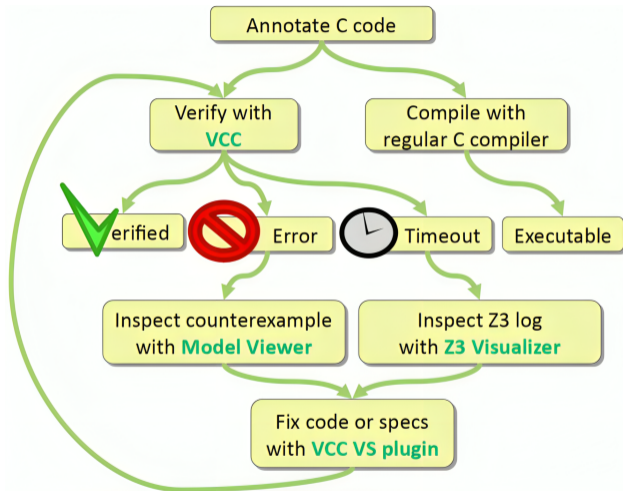 Annotate C code
Verify with
VCC
Compile with
regular C compiler
erified
Error
Timeout
Executable
Inspect counterexample
with Model Viewer
Inspect Z3 log
with Z3 Visualizer
Fix code or specs
with VCC VS plugin